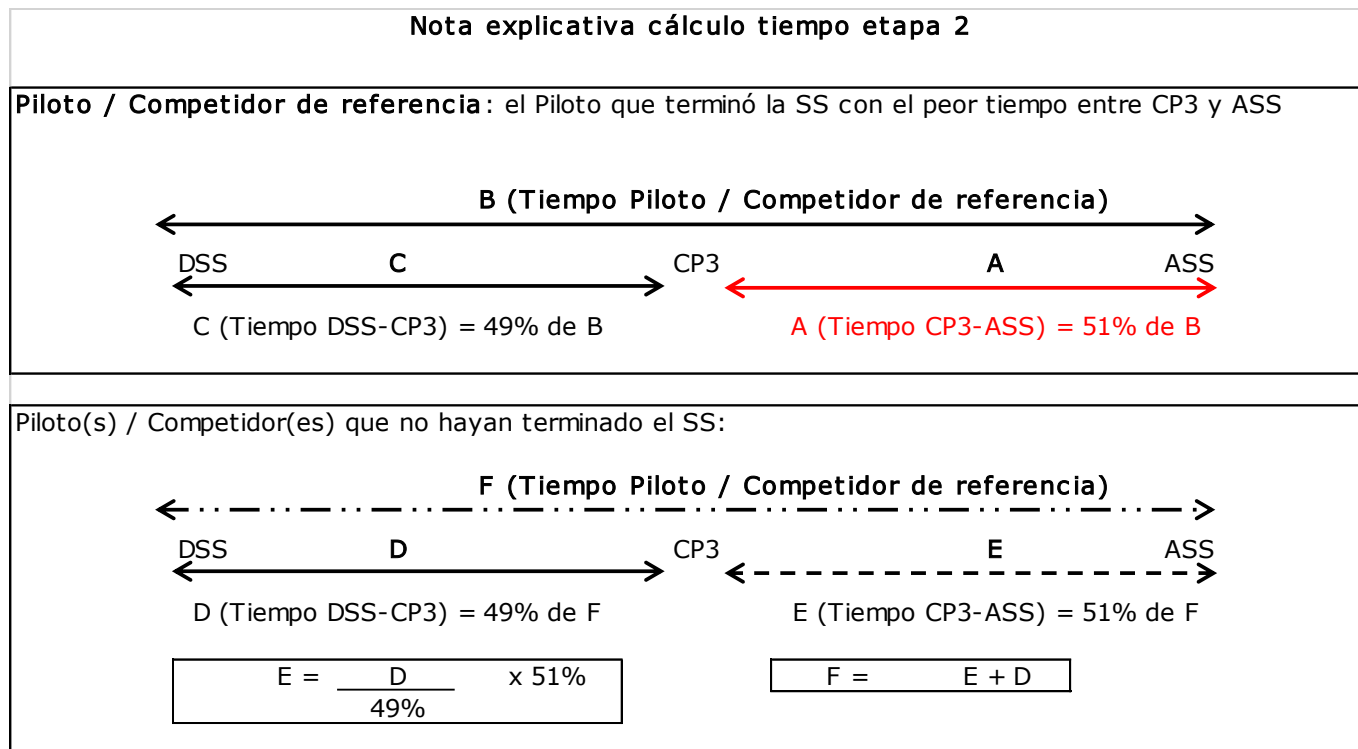 Nota explicativa cálculo tiempo etapa 2
Piloto / Competidor de referencia: el Piloto que terminó la SS con el peor tiempo entre CP3 y ASS
B (Tiempo Piloto / Competidor de referencia)
DSS C CP3 A ASS
C (Tiempo DSS-CP3) = 49% de B A (Tiempo CP3-ASS) = 51% de B
Piloto(s) / Competidor(es) que no hayan terminado el SS:
F (Tiempo Piloto / Competidor de referencia)
DSS D CP3 E ASS
D (Tiempo DSS-CP3) = 49% de F E (Tiempo CP3-ASS) = 51% de F
E = D x 51% F = E + D
49%